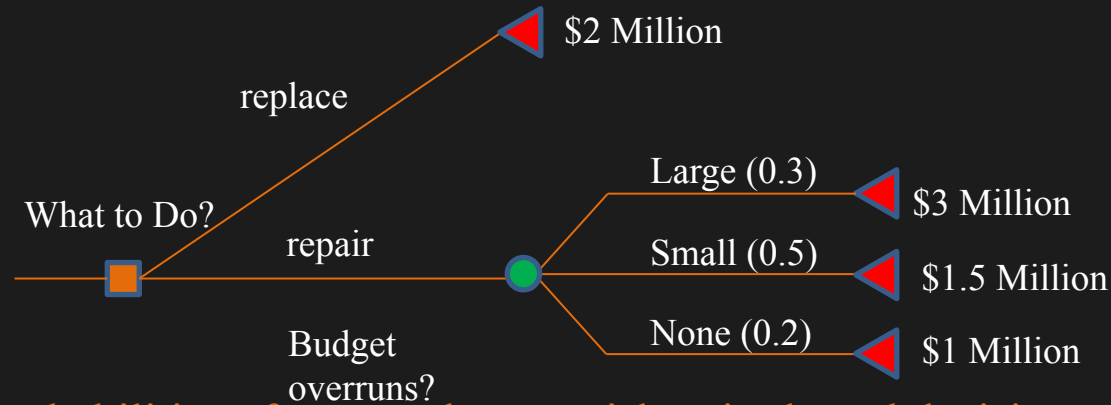 $2 Million
replace
Large (0.3)
$3 Million
What to Do?
repair
Small (0.5)
$1.5 Million
None (0.2)
$1 Million
Budget
overruns?